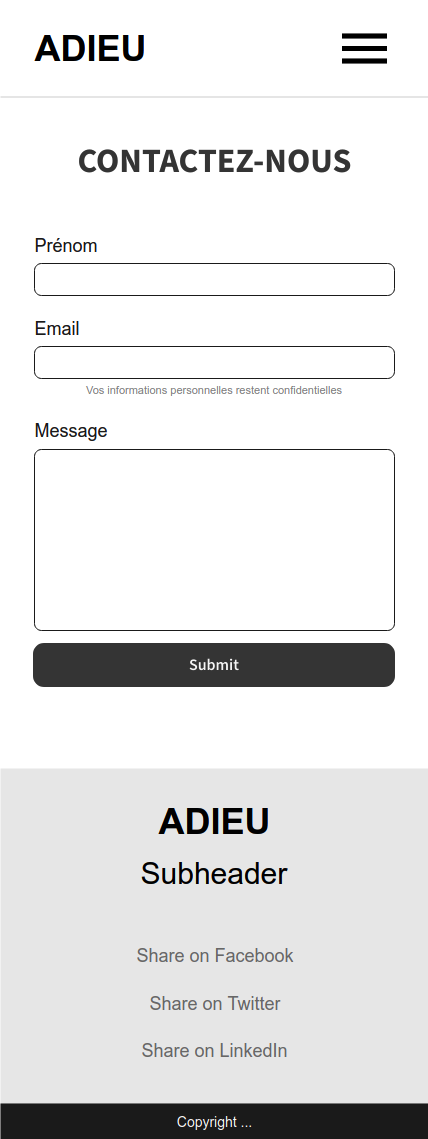 ADIEU
CONTACTEZ-NOUS
Prénom
Email
Vos informations personnelles restent confidentielles
Message
Submit
ADIEU
Subheader
Share on Facebook
Share on Twitter
Share on LinkedIn
Copyright ...